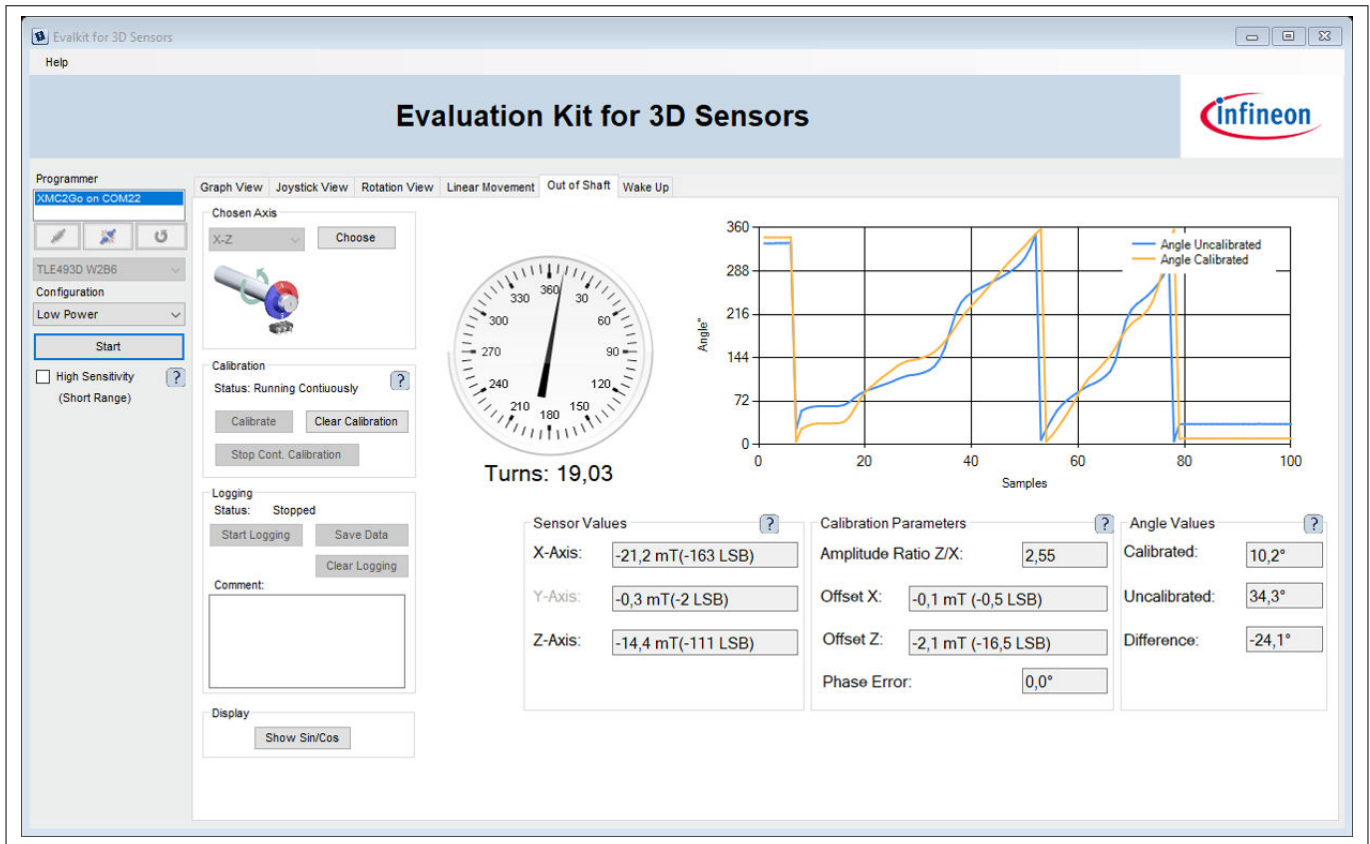 Evalkit for 3D Sensors
Help
Evaluation Kit for 3D Sensors
infineon
Programmer
XMC2Go on COM22
TLE493D W2B6
Configuration
Low Power
Start
High Sensitivity
(Short Range)
?
Graph View Joystick View Rotation View Linear Movement Out of Shaft Wake Up
Chosen Axis
X-Z
Choose
Calibration
Status: Running Contiuously
?
Calibrate
Clear Calibration
Stop Cont. Calibration
Logging
Status: Stopped
Start Logging
Save Data
Clear Logging
Comment:
Display
Show Sin/Cos
360
30
60
90
120
150
180
210
240
270
300
330
Turns: 19,03
Angle°
360
288
216
144
72
0
0 20 40 60 80 100
Samples
Angle Uncalibrated
Angle Calibrated
Sensor Values ?
X-Axis: -21,2 mT(-163 LSB)
Y-Axis: -0,3 mT(-2 LSB)
Z-Axis: -14,4 mT(-111 LSB)
Calibration Parameters ?
Amplitude Ratio Z/X: 2,55
Offset X: -0,1 mT (-0,5 LSB)
Offset Z: -2,1 mT (-16,5 LSB)
Phase Error: 0,0°
Angle Values ?
Calibrated: 10,2°
Uncalibrated: 34,3°
Difference: -24,1°